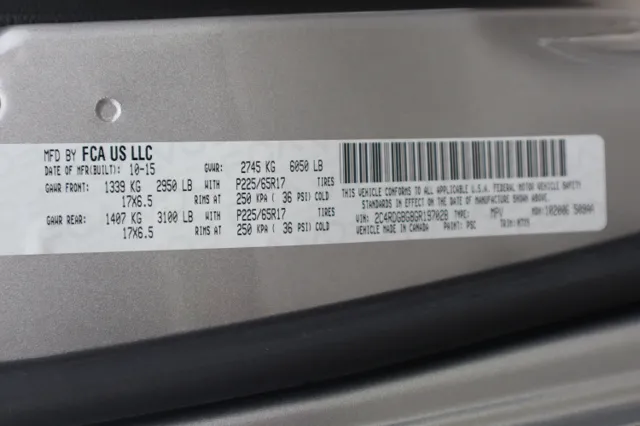 MFD BY FCA US LLC
DATE OF MFR(BUILT): 10-15 GVWR: 2745 KG 6050 LB
GAWR FRONT: 1339 KG 2950 LB WITH P225/65R17 TIRES
17X6.5 RIMS AT 250 KPA ( 36 PSI) COLD
GAWR REAR: 1407 KG 3100 LB WITH P225/65R17 TIRES
17X6.5 RIMS AT 250 KPA ( 36 PSI) COLD
THIS VEHICLE CONFORMS TO ALL APPLICABLE U.S.A. FEDERAL MOTOR VEHICLE SAFETY
STANDARDS IN EFFECT ON THE DATE OF MANUFACTURE SHOWN ABOVE.
VIN: 2C4RDGBG8GR197028 TYPE: MPV
VEHICLE MADE IN CANADA PAINT: PSC TRIM: